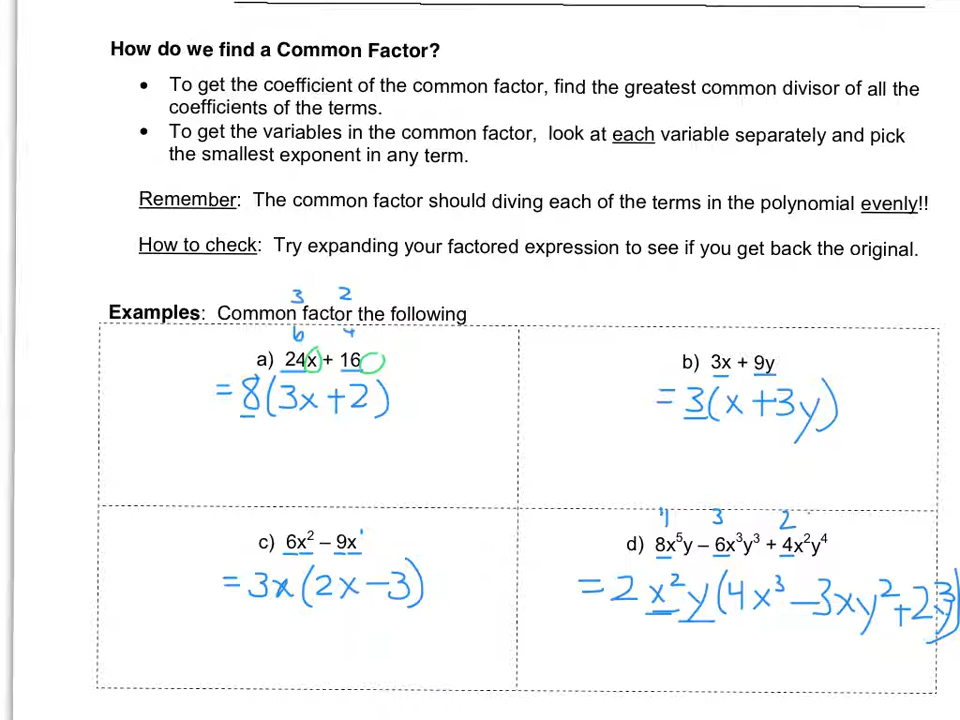 How do we find a Common Factor?
• To get the coefficient of the common factor, find the greatest common divisor of all the
coefficients of the terms.
• To get the variables in the common factor, look at each variable separately and pick
the smallest exponent in any term.
Remember: The common factor should diving each of the terms in the polynomial evenly!!
How to check: Try expanding your factored expression to see if you get back the original.
3 2
Examples: Common factor the following
6 4
a) 24x + 16
= 8(3x + 2)
b) 3x + 9y
= 3(x + 3y)
c) 6x² – 9x¹
= 3x(2x – 3)
4 3 2
d) 8x⁵y – 6x³y³ + 4x²y⁴
= 2x²y(4x³ – 3xy² + 2y³)